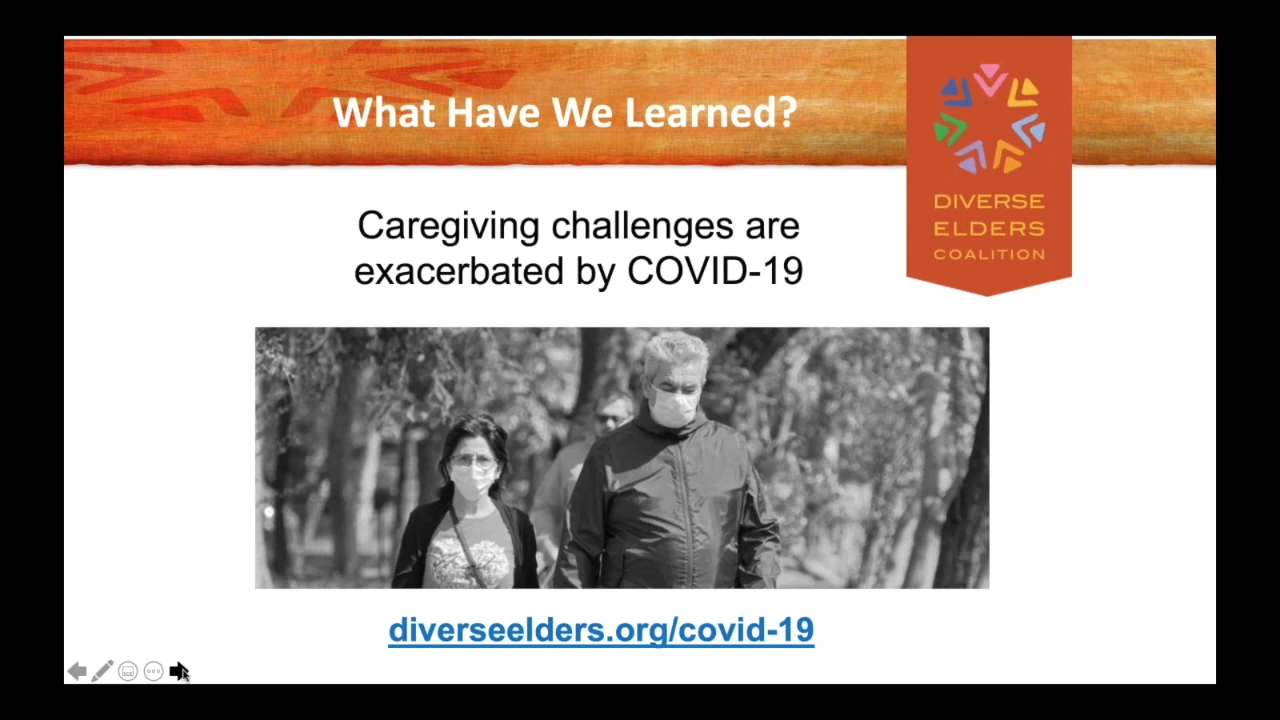 What Have We Learned?
DIVERSE
ELDERS
COALITION
Caregiving challenges are
exacerbated by COVID-19
diverseelders.org/covid-19